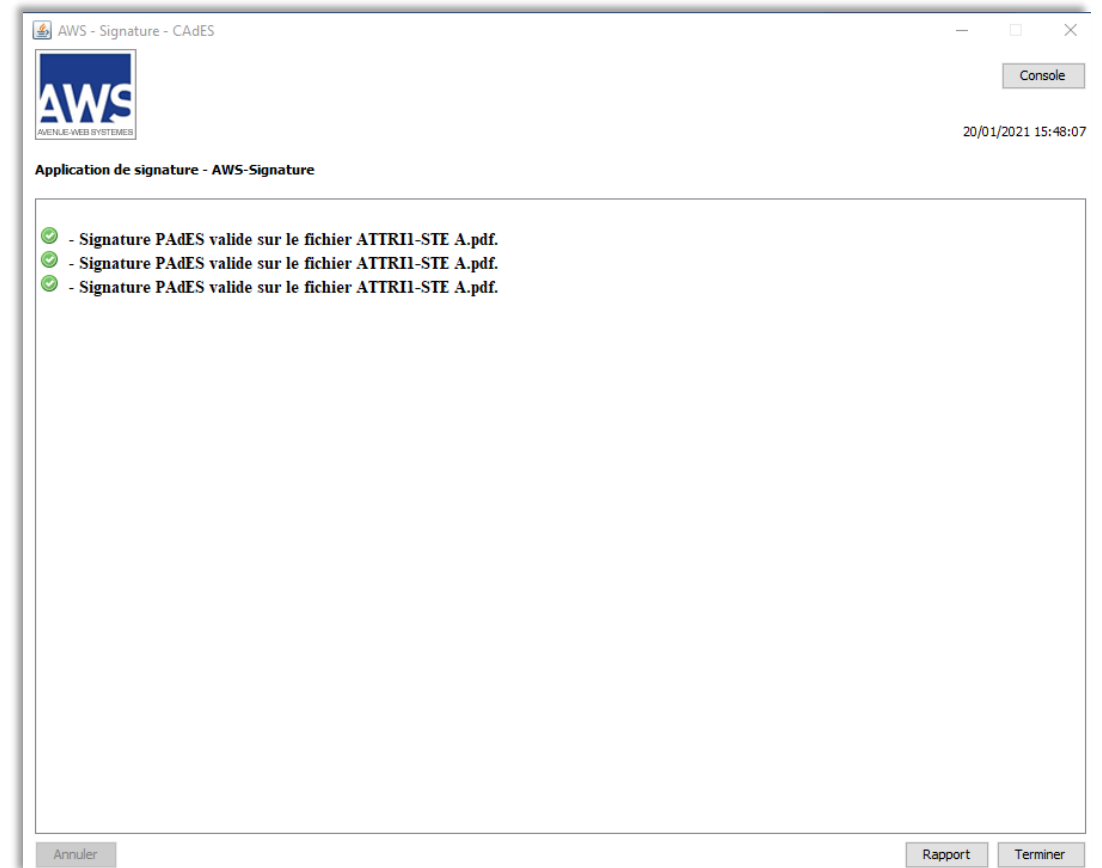 AWS - Signature - CAdES
AWS
AVENUE-WEB SYSTEMES
Console
20/01/2021 15:48:07
Application de signature - AWS-Signature
- Signature PAdES valide sur le fichier ATTRI1-STE A.pdf.
- Signature PAdES valide sur le fichier ATTRI1-STE A.pdf.
- Signature PAdES valide sur le fichier ATTRI1-STE A.pdf.
Annuler
Rapport
Terminer